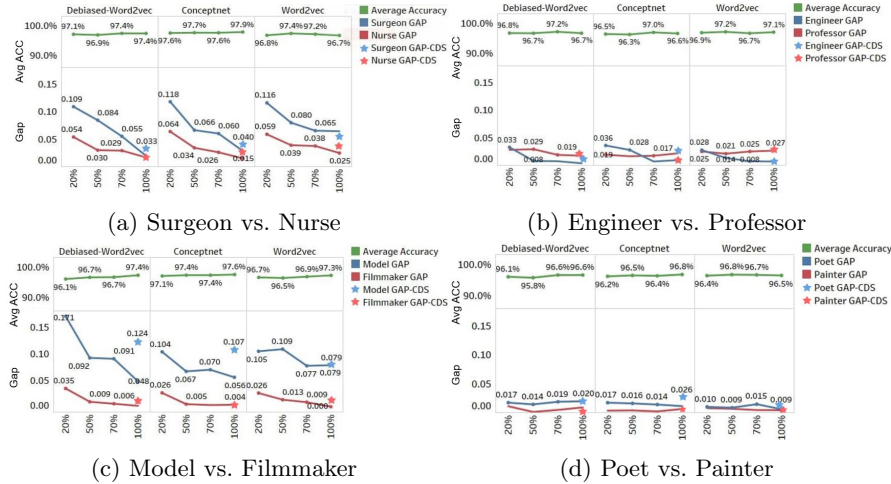 Debiased-Word2vec Conceptnet Word2vec
Average Accuracy
Surgeon GAP
Nurse GAP
Surgeon GAP-CDS
Nurse GAP-CDS
Avg ACC
90.0%
97.1% 97.4% 97.7% 97.9% 97.4% 97.2%
96.9% 97.4% 97.6% 97.6% 96.8% 96.7%
Gap
0.15
0.10
0.05
0.00
0.109 0.084 0.055 0.033
0.054 0.030 0.029
0.118 0.066 0.060 0.040
0.064 0.034 0.026 0.015
0.116 0.080 0.065
0.059 0.039 0.038 0.025
20% 50% 70% 100% 20% 50% 70% 100% 20% 50% 70% 100%
(a) Surgeon vs. Nurse
Debiased-Word2vec Conceptnet Word2vec
Average Accuracy
Engineer GAP
Professor GAP
Engineer GAP-CDS
Professor GAP-CDS
Avg ACC
100.0%
90.0%
96.8% 97.2% 96.5% 97.0% 97.2% 97.1%
96.7% 96.7% 96.3% 96.6% 96.9% 96.7%
Gap
0.15
0.10
0.05
0.00
0.033 0.029 0.019
0.008
0.036 0.028 0.017
0.019
0.028 0.021 0.025 0.027
0.025 0.014 0.008
20% 50% 70% 100% 20% 50% 70% 100% 20% 50% 70% 100%
(b) Engineer vs. Professor
Debiased-Word2vec Conceptnet Word2vec
Average Accuracy
Model GAP
Filmmaker GAP
Model GAP-CDS
Filmmaker GAP-CDS
Avg ACC
100.0%
90.0%
96.7% 97.4% 97.4% 97.6% 96.7% 96.9% 97.3%
96.1% 96.7% 97.1% 97.4% 96.5%
Gap
0.15
0.10
0.05
0.00
0.171 0.092 0.091 0.124 0.048
0.035 0.009 0.006
0.104 0.067 0.070 0.107 0.056
0.026 0.005 0.004
0.105 0.109 0.077 0.079 0.079
0.026 0.013 0.009 0.000
20% 50% 70% 100% 20% 50% 70% 100% 20% 50% 70% 100%
(c) Model vs. Filmmaker
Debiased-Word2vec Conceptnet Word2vec
Average Accuracy
Poet GAP
Painter GAP
Poet GAP-CDS
Painter GAP-CDS
Avg ACC
100.0%
90.0%
96.1% 96.6% 96.6% 96.5% 96.8% 96.8% 96.7%
95.8% 96.2% 96.4% 96.4% 96.5%
Gap
0.15
0.10
0.05
0.00
0.017 0.014 0.019 0.020
0.017 0.016 0.014 0.026
0.010 0.009 0.015 0.009
20% 50% 70% 100% 20% 50% 70% 100% 20% 50% 70% 100%
(d) Poet vs. Painter